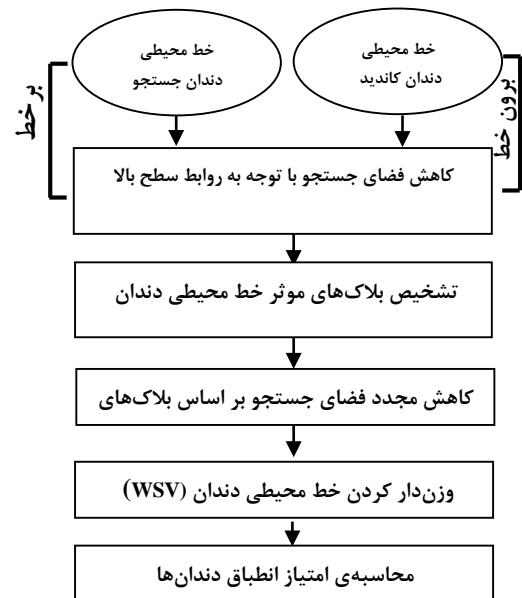 خط محیطی
دندان کاندید
خط محیطی
دندان جستجو
برون خط
بر خط
کاهش فضای جستجو با توجه به روابط سطح بالا
تشخیص بلاک‌های موثر خط محیطی دندان
کاهش مجدد فضای جستجو بر اساس بلاک‌های
وزن‌دار کردن خط محیطی دندان (WSV)
محاسبه‌ی امتیاز انطباق دندان‌ها